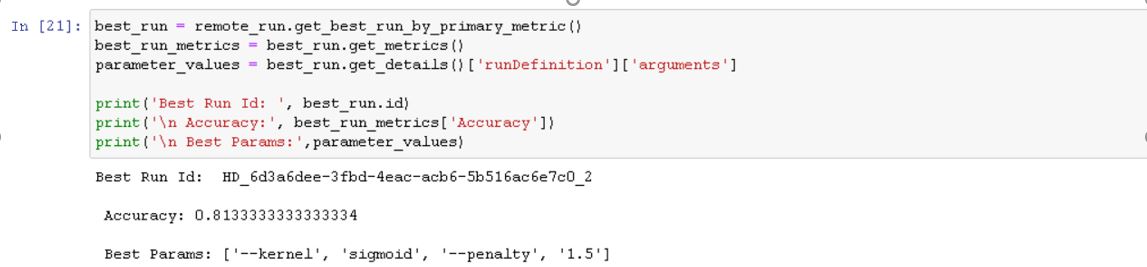 In [21]: best_run = remote_run.get_best_run_by_primary_metric()
best_run_metrics = best_run.get_metrics()
parameter_values = best_run.get_details()['runDefinition']['arguments']
print('Best Run Id: ', best_run.id)
print('\n Accuracy:', best_run_metrics['Accuracy'])
print('\n Best Params:',parameter_values)
Best Run Id:  HD_6d3a6dee-3fbd-4eac-acb6-5b516ac6e7c0_2
Accuracy: 0.8133333333333334
Best Params: ['--kernel', 'sigmoid', '--penalty', '1.5']